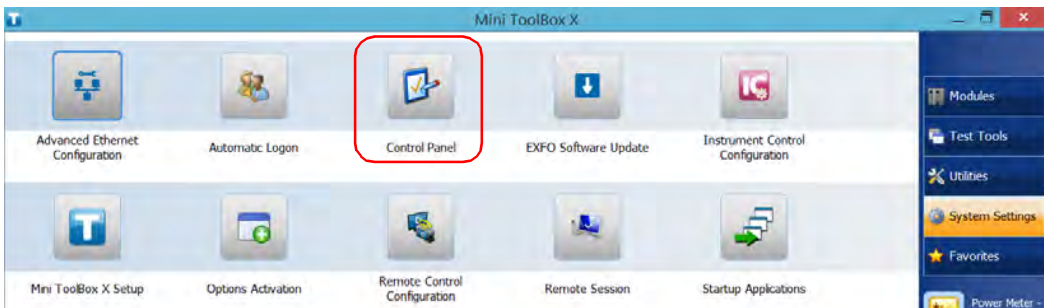 Mini ToolBox X
Advanced Ethernet
Configuration
Automatic Logon
Control Panel
EXFO Software Update
Instrument Control
Configuration
Mini ToolBox X Setup
Options Activation
Remote Control
Configuration
Remote Session
Startup Applications
Modules
Test Tools
Utilities
System Settings
Favorites
Power Meter -